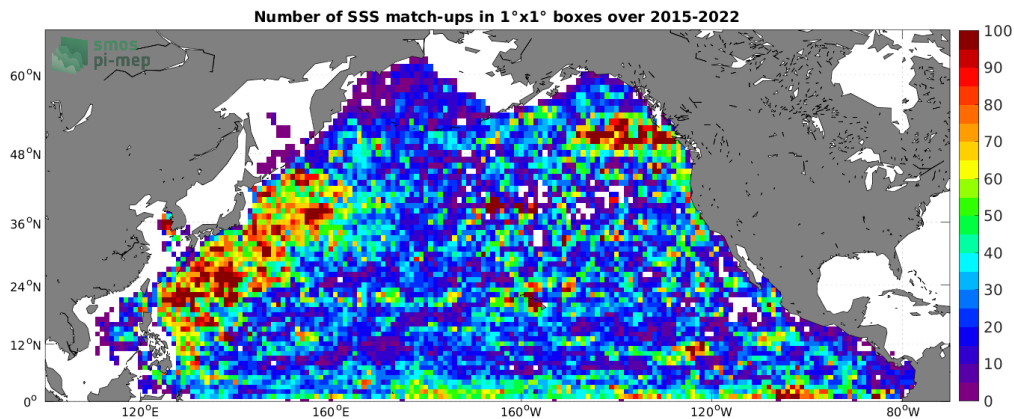 Number of SSS match-ups in 1°x1° boxes over 2015-2022
smos
pi-mep
60°N
48°N
36°N
24°N
12°N
0°
120°E
160°E
160°W
120°W
80°W
100
90
80
70
60
50
40
30
20
10
0